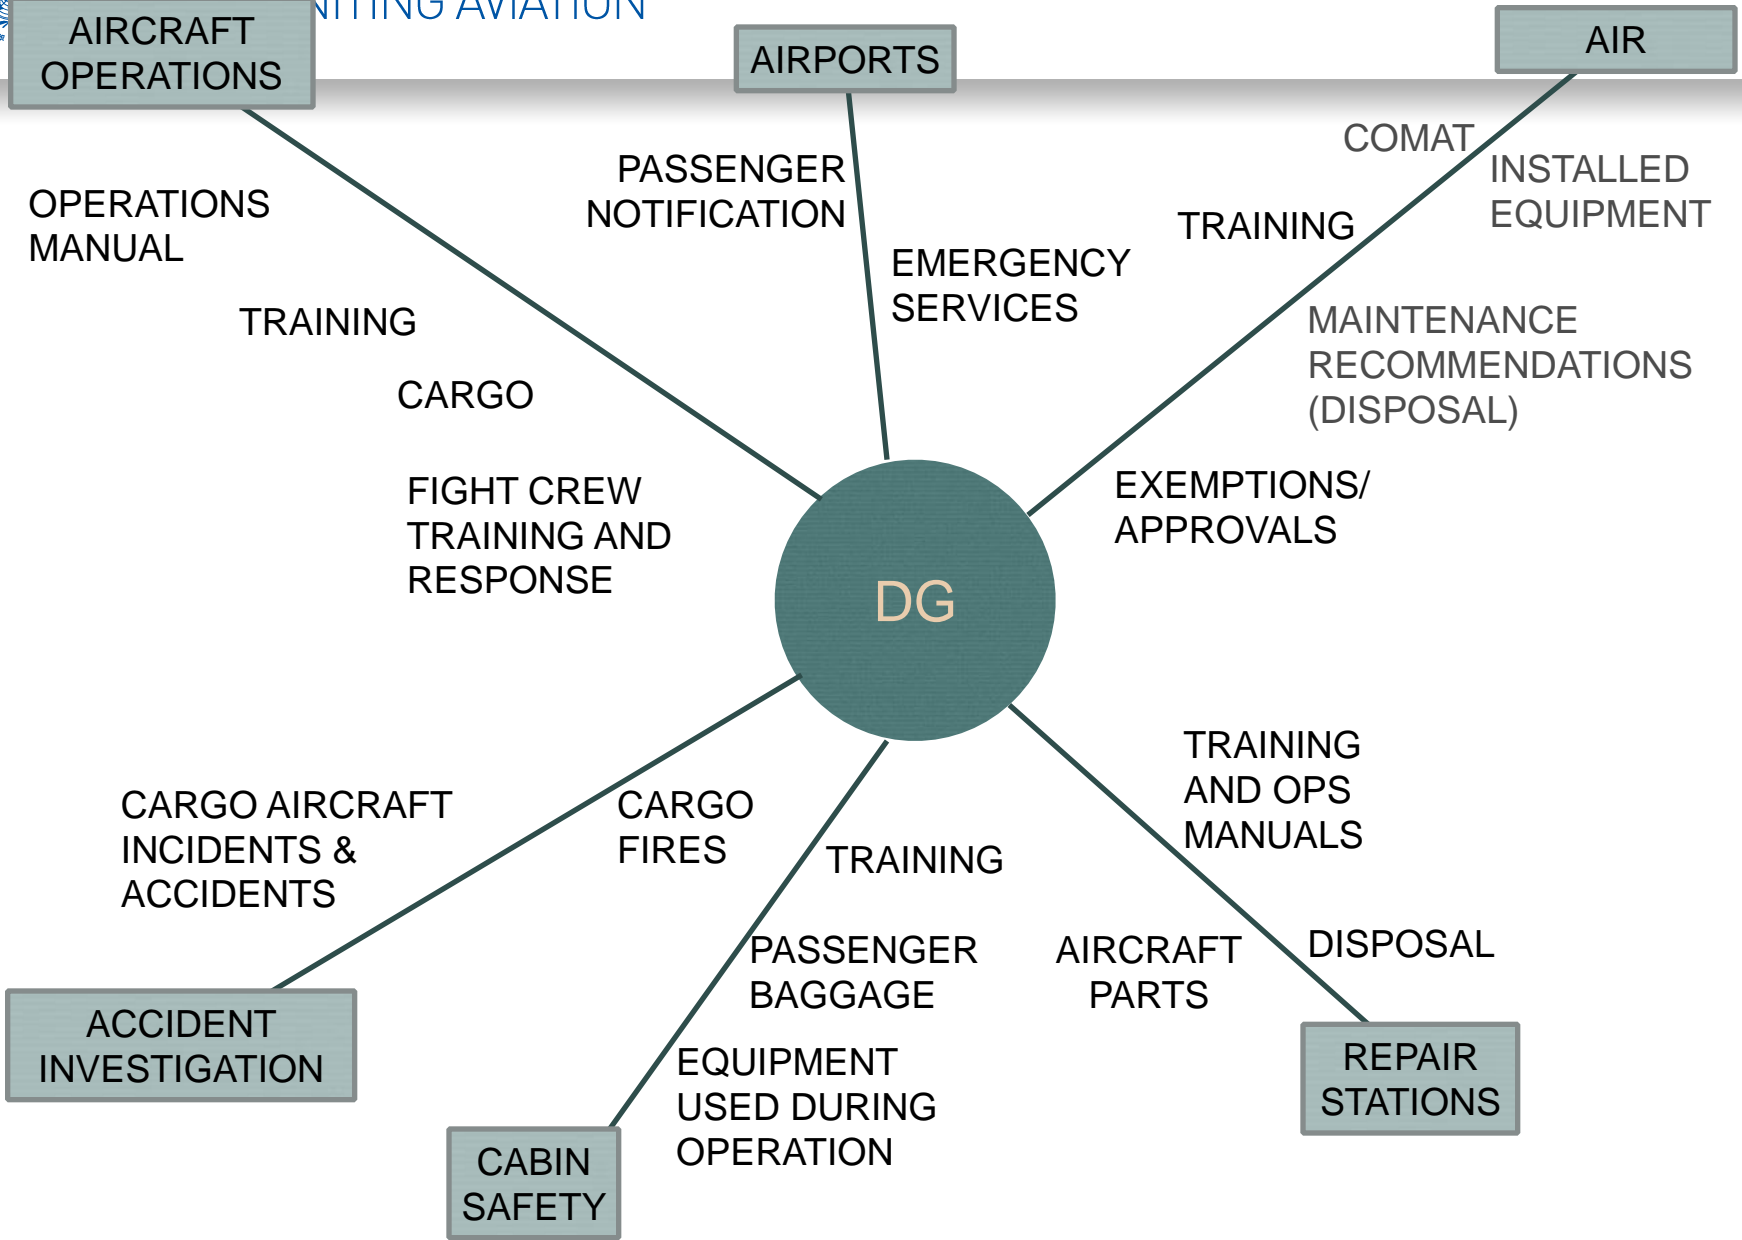 AVIATION
AIRCRAFT
OPERATIONS
AIRPORTS
AIR
COMAT
PASSENGER
NOTIFICATION
INSTALLED
EQUIPMENT
OPERATIONS
MANUAL
TRAINING
EMERGENCY
SERVICES
TRAINING
MAINTENANCE
RECOMMENDATIONS
(DISPOSAL)
CARGO
FIGHT CREW
TRAINING AND
RESPONSE
EXEMPTIONS/
APPROVALS
DG
TRAINING
AND OPS
MANUALS
CARGO AIRCRAFT
INCIDENTS &
ACCIDENTS
CARGO
FIRES
TRAINING
PASSENGER
BAGGAGE
AIRCRAFT
PARTS
DISPOSAL
ACCIDENT
INVESTIGATION
EQUIPMENT
USED DURING
OPERATION
REPAIR
STATIONS
CABIN
SAFETY